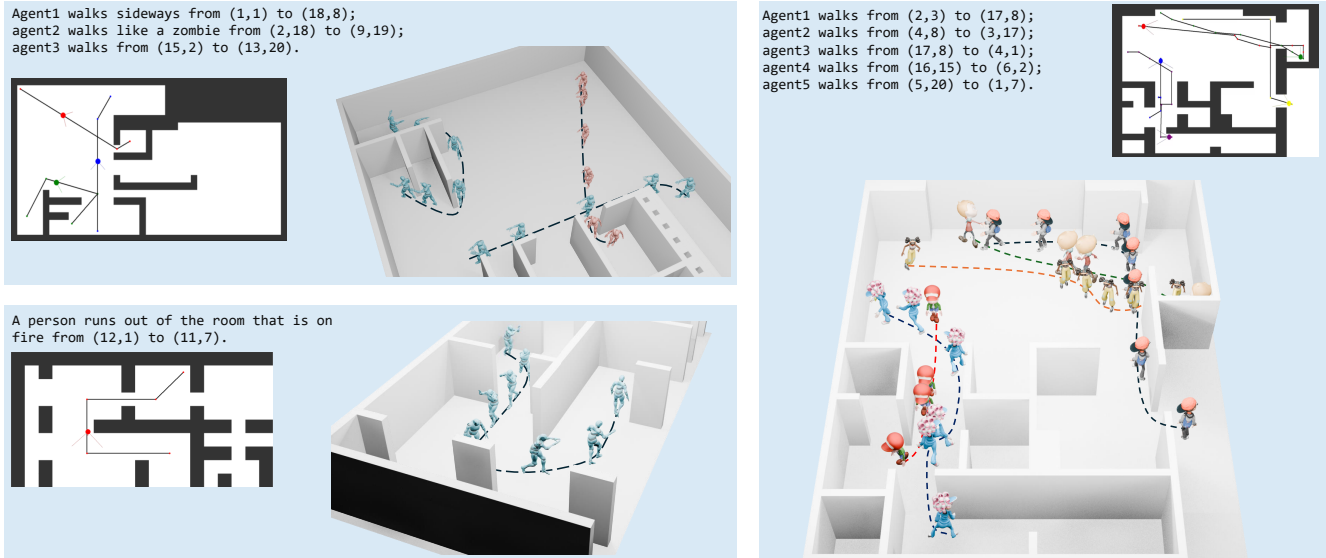 Agent1 walks sideways from (1,1) to (18,8);
agent2 walks like a zombie from (2,18) to (9,19);
agent3 walks from (15,2) to (13,20).
A person runs out of the room that is on
fire from (12,1) to (11,7).
Agent1 walks from (2,3) to (17,8);
agent2 walks from (4,8) to (3,17);
agent3 walks from (17,8) to (4,1);
agent4 walks from (16,15) to (6,2);
agent5 walks from (5,20) to (1,7).